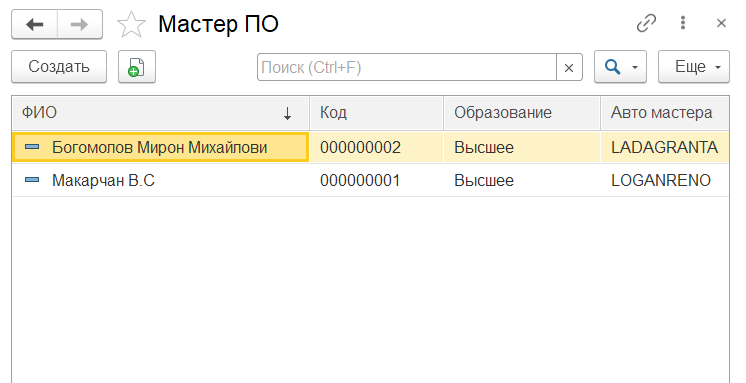 Мастер ПО
Создать
Поиск (Ctrl+F)
Еще
ФИО Код Образование Авто мастера
Богомолов Мирон Михайлови 000000002 Высшее LADAGRANTA
Макарчан В.С 000000001 Высшее LOGANRENO